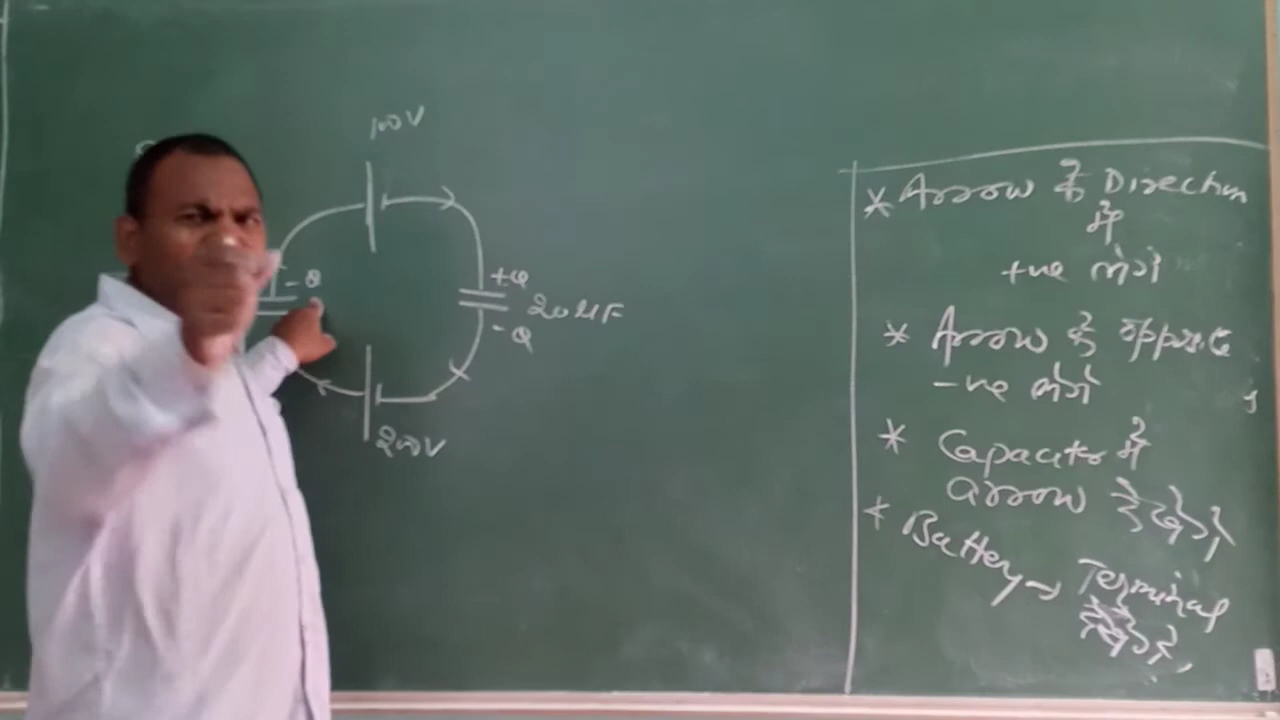 100V
-Q
+Q
20μF
-Q
200V
* Arrow के Direction
में
+ve लेंगे
* Arrow के opposite
-ve लेंगे
* Capacitor में
arrow देखेंगे
* Battery → Terminal
देखेंगे,